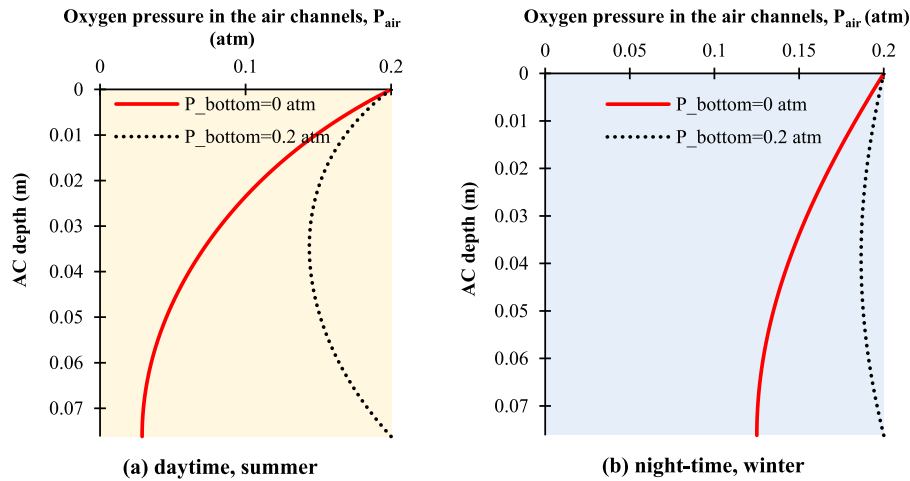 Oxygen pressure in the air channels, Pair
(atm)
0 0.1 0.2
0
0.01
0.02
0.03
0.04
0.05
0.06
0.07
AC depth (m)
P_bottom=0 atm
P_bottom=0.2 atm
(a) daytime, summer
Oxygen pressure in the air channels, Pair (atm)
0 0.05 0.1 0.15 0.2
0
0.01
0.02
0.03
0.04
0.05
0.06
0.07
AC depth (m)
P_bottom=0 atm
P_bottom=0.2 atm
(b) night-time, winter